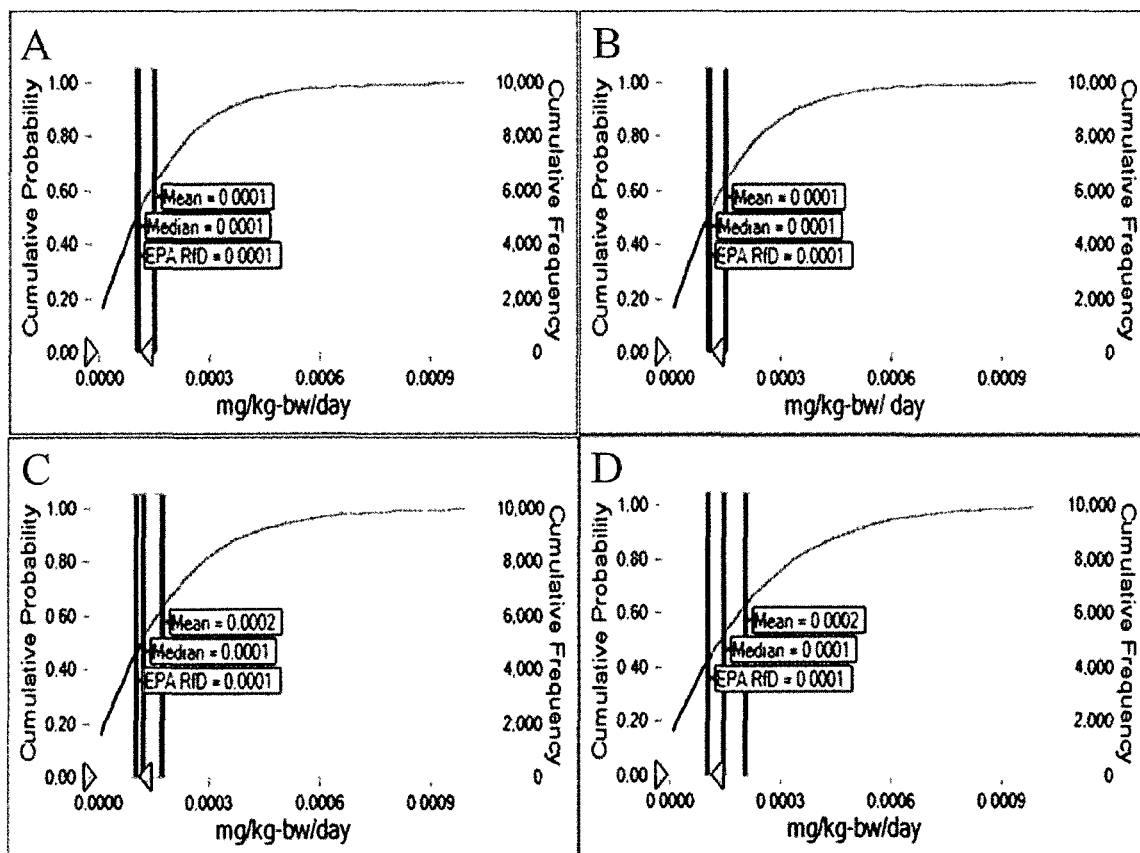 A
Cumulative Probability
1.00
0.80
0.60
0.40
0.20
0.00
Mean = 0 0001
Median = 0 0001
EPA RfD = 0 0001
10,000
8.000
6.000
4.000
2.000
0
Cumulative Frequency
0 0000
0.0003
0.0006
0.0009
mg/kg-bw/day
B
Cumulative Probability
1.00
0.80
0.60
0.40
0.20
0.00
Mean = 0 0001
Median = 0 0001
EPA RfD = 0.0001
10,000
8.000
6.000
4.000
2.000
0
Cumulative Frequency
0 0000
0.0003
0.0006
0 0009
mg/kg-bw/ day
C
Cumulative Probability
1.00
0.80
0.60
0.40
0.20
0.00
Mean = 0.0002
Median = 0.0001
EPA RfD = 0.0001
10,000
8.000
6.000
4.000
2.000
0
Cumulative Frequency
0.0000
0.0003
0.0006
0.0009
mg/kg-bw/day
D
Cumulative Probability
1.00
0.80
0.60
0.40
0.20
0.00
Mean = 0.0002
Median = 0 0001
EPA RfD = 0 0001
10,000
8.000
6.000
4.000
2.000
0
Cumulative Frequency
0.0000
0.0003
0.0006
0 0009
mg/kg-bw/day